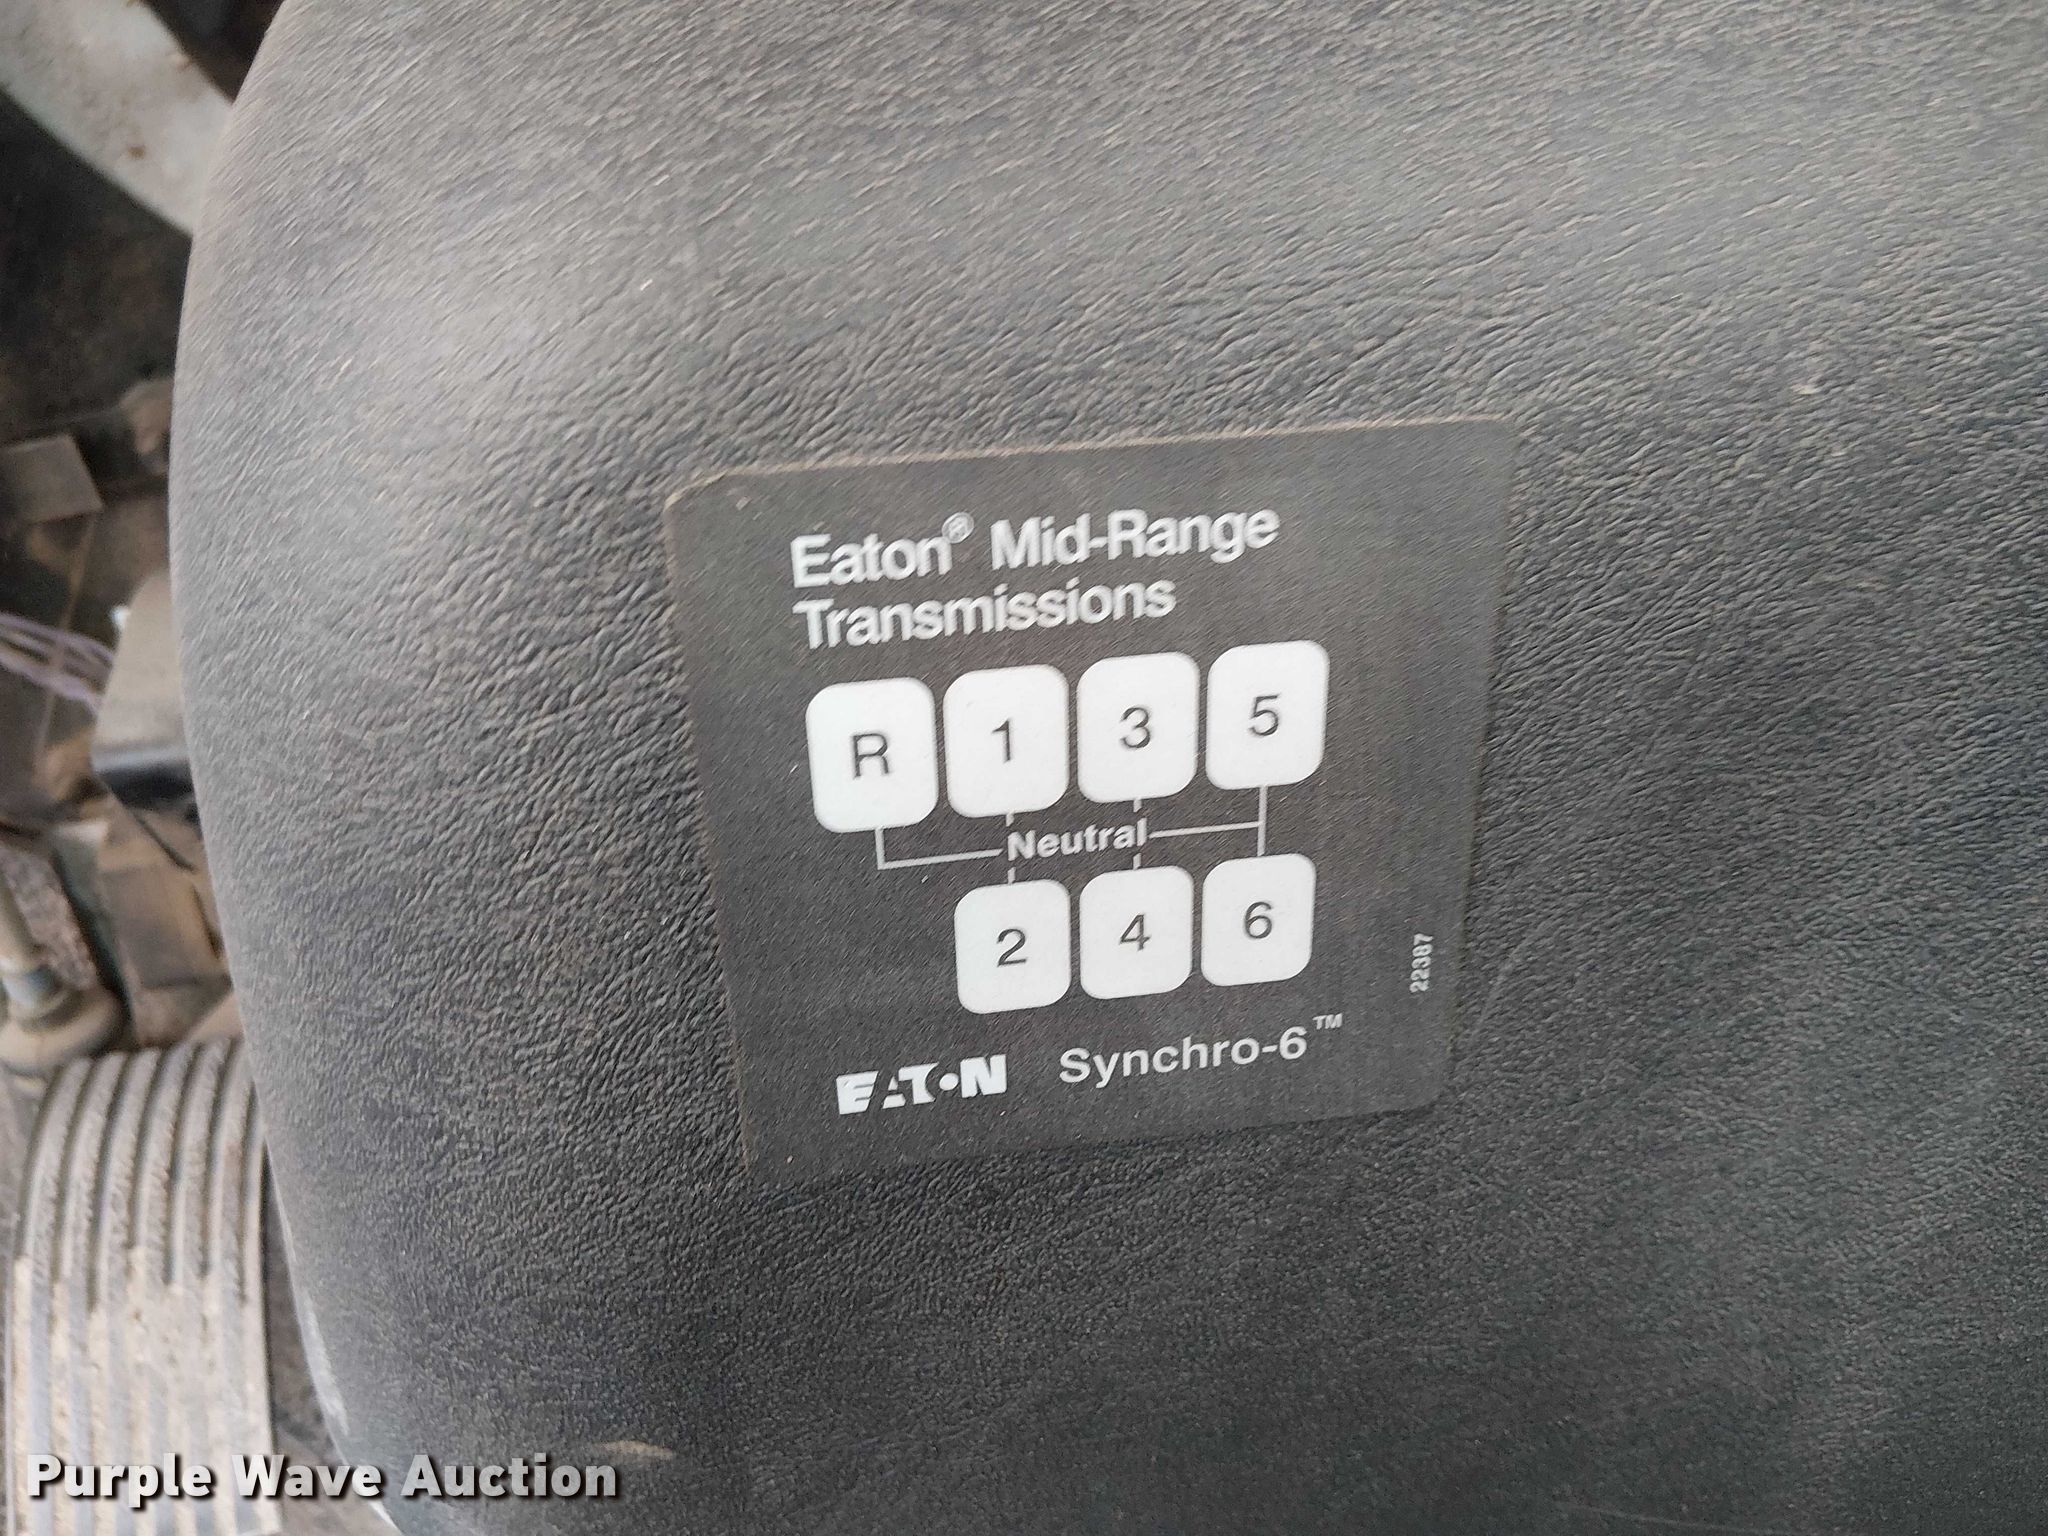 Eaton® Mid-Range
Transmissions
R 1 3 5
Neutral
2 4 6
22387
EATON Synchro-6™
Purple Wave Auction